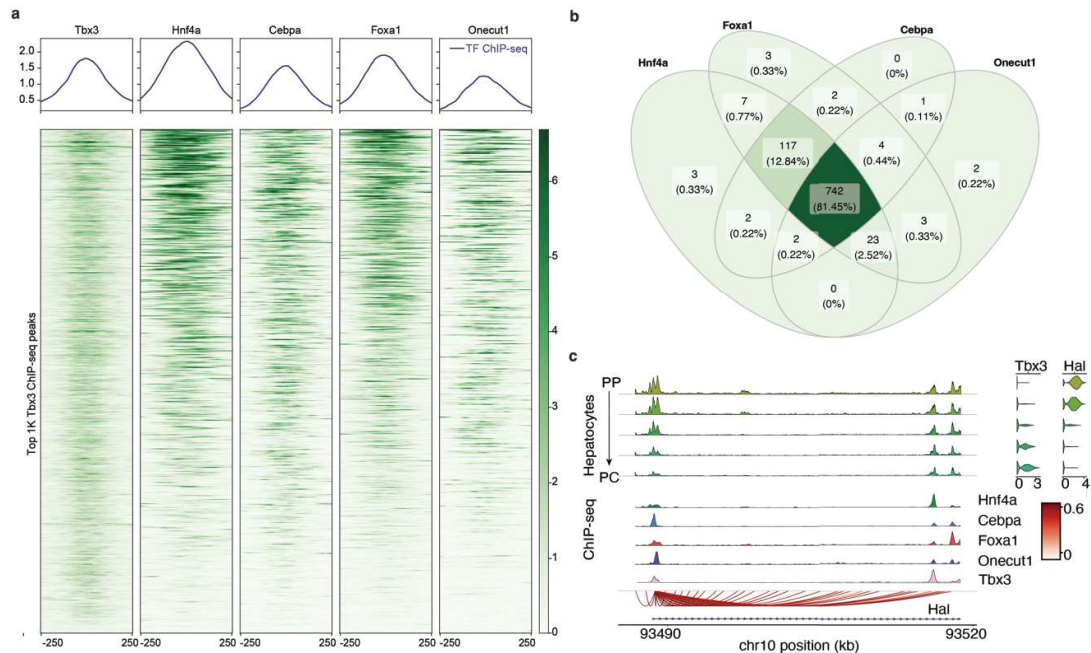 a
Tbx3 Hnf4a Cebpa Foxa1 Onecut1
TF ChIP-seq
2.0
1.5
1.0
0.5
Top 1K Tbx3 ChIP-seq peaks
6
5
4
3
2
1
0
-250 250 -250 250 -250 250 -250 250 -250 250
b
Foxa1
Cebpa
Hnf4a
Onecut1
3
(0.33%)
0
(0%)
7
(0.77%)
2
(0.22%)
1
(0.11%)
117
(12.84%)
4
(0.44%)
3
(0.33%)
2
(0.22%)
742
(81.45%)
2
(0.22%)
3
(0.33%)
2
(0.22%)
23
(2.52%)
0
(0%)
c
Tbx3 Hal
PP
Hepatocytes
PC
0 3 0 4
ChIP-seq
Hnf4a
Cebpa
Foxa1
Onecut1
Tbx3
0.6
0
Hal
93490 93520
chr10 position (kb)